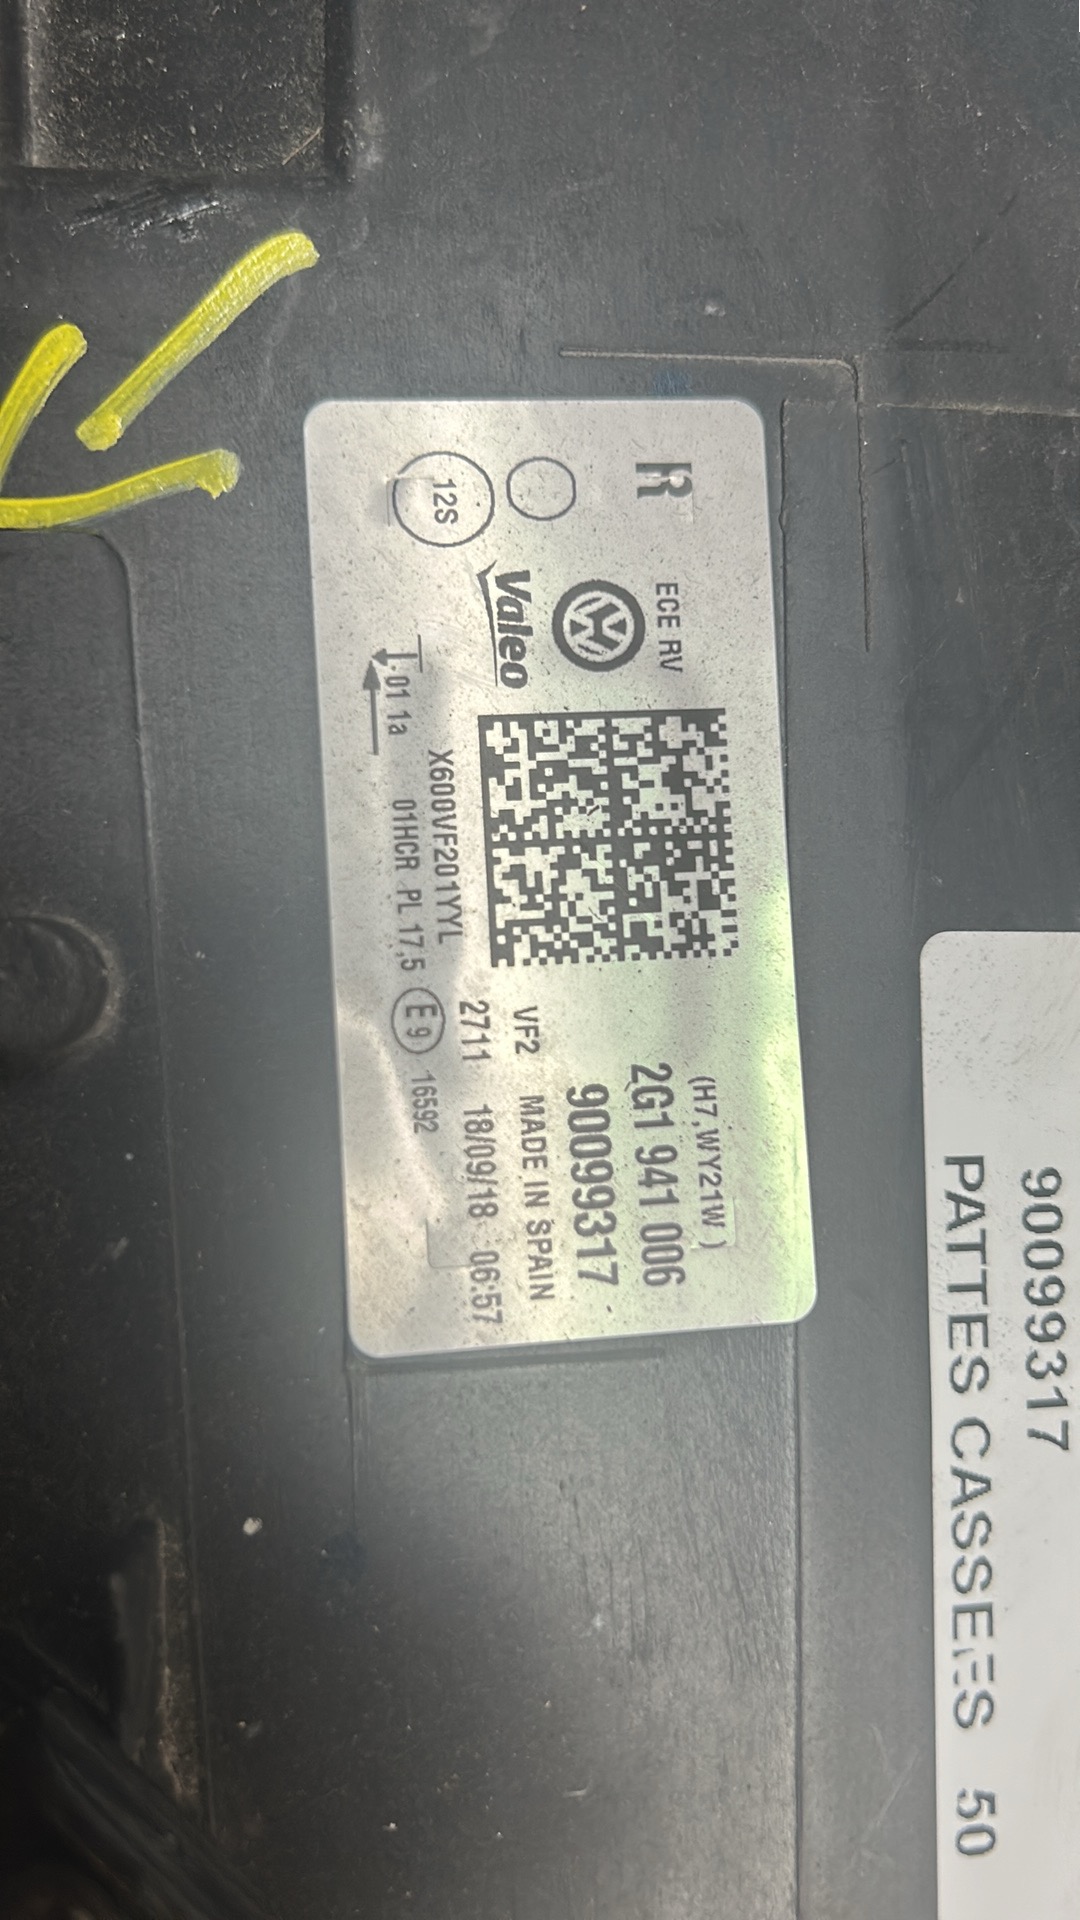 R
ECE RV
(H7,WY21W )
2G1 941 006
90099317
Valeo
VF2 MADE IN SPAIN
12S
X600VF201YYL
2711 18/09/18 06:57
01 1a 01HCR PL 17,5 E9 16592
90099317
PATTES CASSEES 50